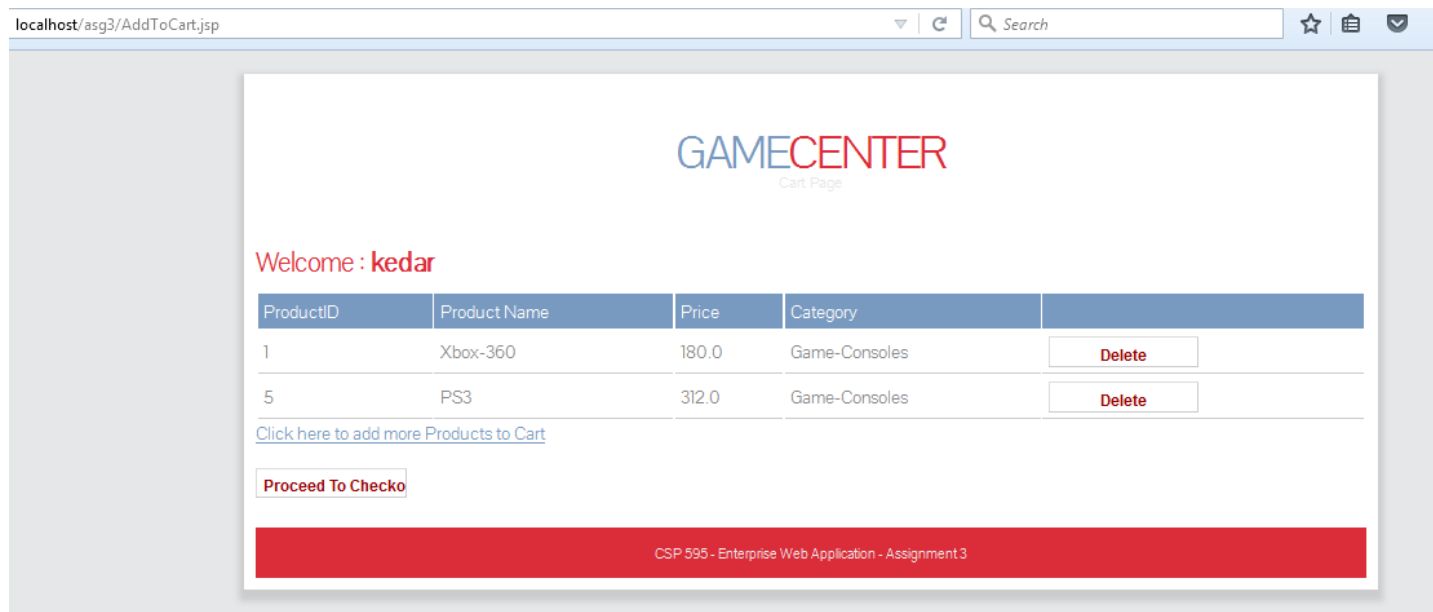 localhost/asg3/AddToCart.jsp Search
GAMECENTER
Cart Page
Welcome : kedar
ProductID Product Name Price Category
1 Xbox-360 180.0 Game-Consoles Delete
5 PS3 312.0 Game-Consoles Delete
Click here to add more Products to Cart
Proceed To Checko
CSP 595 - Enterprise Web Application - Assignment 3